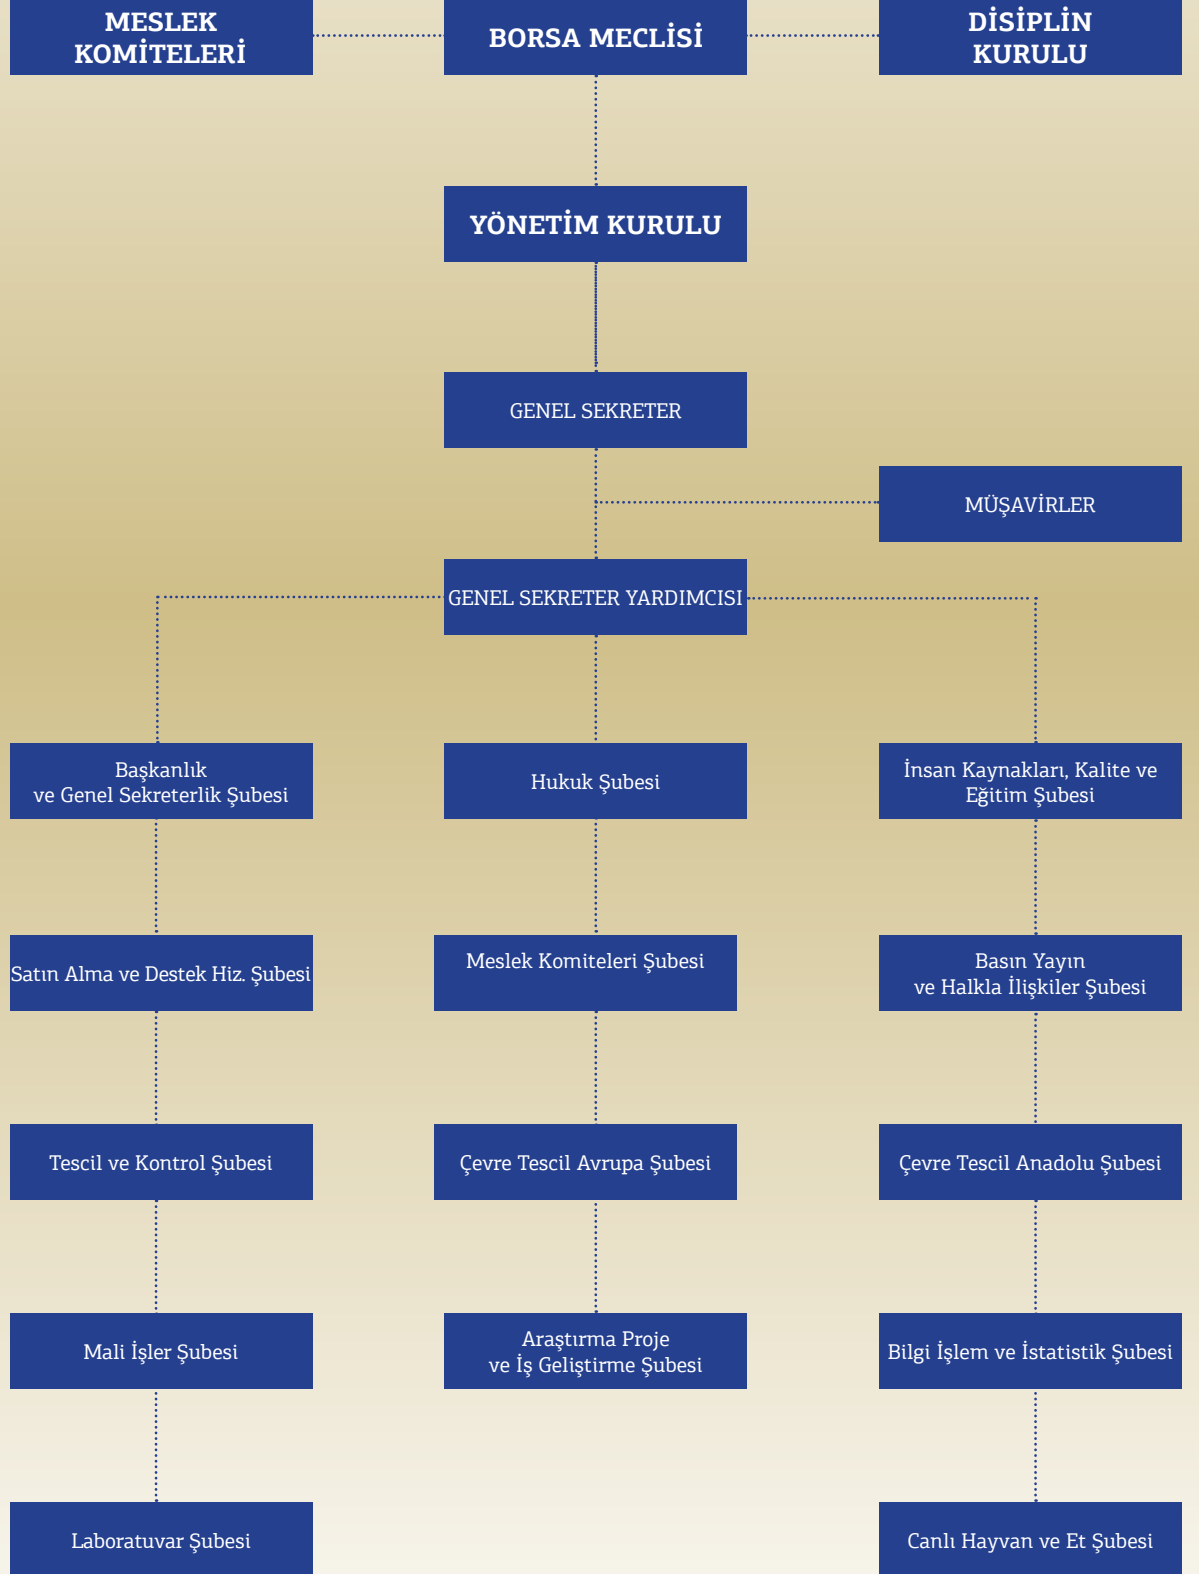 MESLEK
KOMİTELERİ
BORSA MECLİSİ
DİSİPLİN
KURULU
YÖNETİM KURULU
GENEL SEKRETER
MÜŞAVİRLER
GENEL SEKRETER YARDIMCISI
Başkanlık
ve Genel Sekreterlik Şubesi
Hukuk Şubesi
İnsan Kaynakları, Kalite ve
Eğitim Şubesi
Satın Alma ve Destek Hiz. Şubesi
Meslek Komiteleri Şubesi
Basın Yayın
ve Halkla İlişkiler Şubesi
Tescil ve Kontrol Şubesi
Çevre Tescil Avrupa Şubesi
Çevre Tescil Anadolu Şubesi
Mali İşler Şubesi
Araştırma Proje
ve İş Geliştirme Şubesi
Bilgi İşlem ve İstatistik Şubesi
Laboratuvar Şubesi
Canlı Hayvan ve Et Şubesi